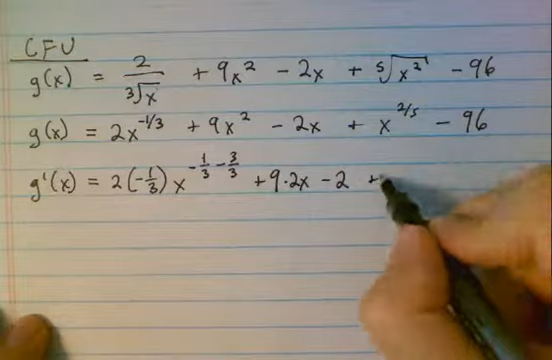 CFU
g(x) = 2/∛x + 9x² - 2x + ⁵√x² - 96
g(x) = 2x^(-1/3) + 9x² - 2x + x^(2/5) - 96
g'(x) = 2(-1/3) x^(-1/3 - 3/3) + 9·2x - 2 +